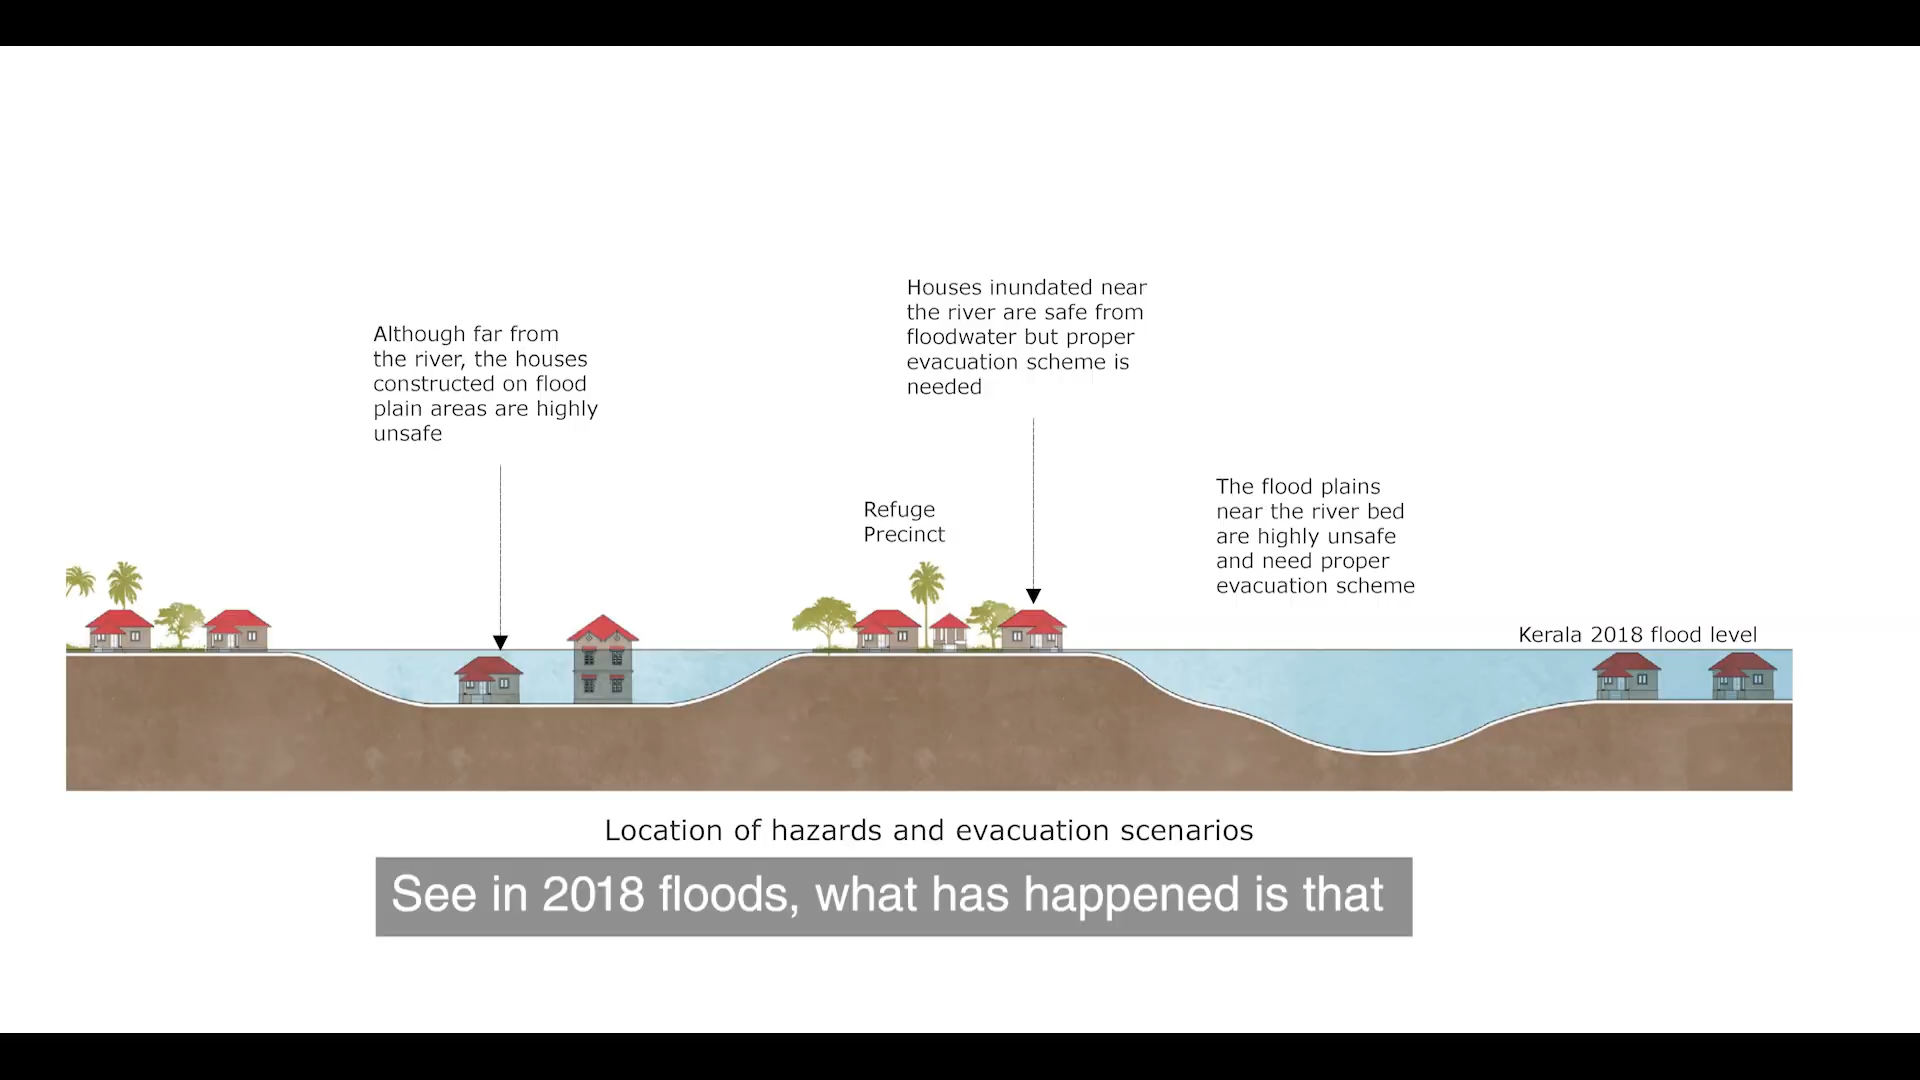 Although far from
the river, the houses
constructed on flood
plain areas are highly
unsafe
Houses inundated near
the river are safe from
floodwater but proper
evacuation scheme is
needed
Refuge
Precinct
The flood plains
near the river bed
are highly unsafe
and need proper
evacuation scheme
Kerala 2018 flood level
Location of hazards and evacuation scenarios
See in 2018 floods, what has happened is that